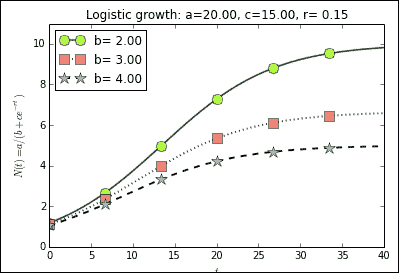 Logistic growth: a=20.00, c=15.00, r= 0.15
b= 2.00
b= 3.00
b= 4.00
N(t)=a/(b+ce^{-rt})
10
8
6
4
2
0
0 5 10 15 20 25 30 35 40